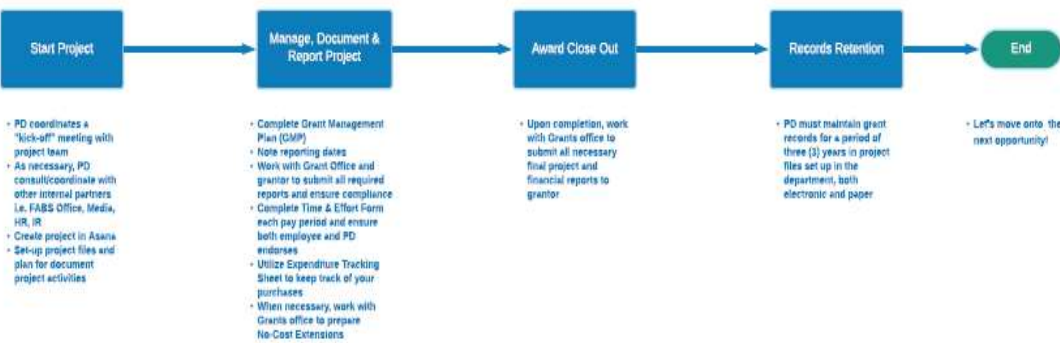 Start Project
Manage, Document &
Report Project
Award Close Out
Records Retention
End
• PD coordinates a
"kick-off" meeting with
project team
• As necessary, PD
consult/coordinate with
other internal partners
i.e. FABS Office, Media,
HR, IR
• Create project in Asana
• Set-up project files and
plan for document
project activities
• Complete Grant Management
Plan (GMP)
• Note reporting dates
• Work with Grant Office and
grantor to submit all required
reports and ensure compliance
• Complete Time & Effort Form
each pay period and ensure
both employee and PD
endorses
• Utilize Expenditure Tracking
Sheet to keep track of your
purchases
• When necessary, work with
Grants office to prepare
No-Cost Extensions
• Upon completion, work
with Grants office to
submit all necessary
final project and
financial reports to
grantor
• PD must maintain grant
records for a period of
three (3) years in project
files set up in the
department, both
electronic and paper
• Let's move onto the
next opportunity!